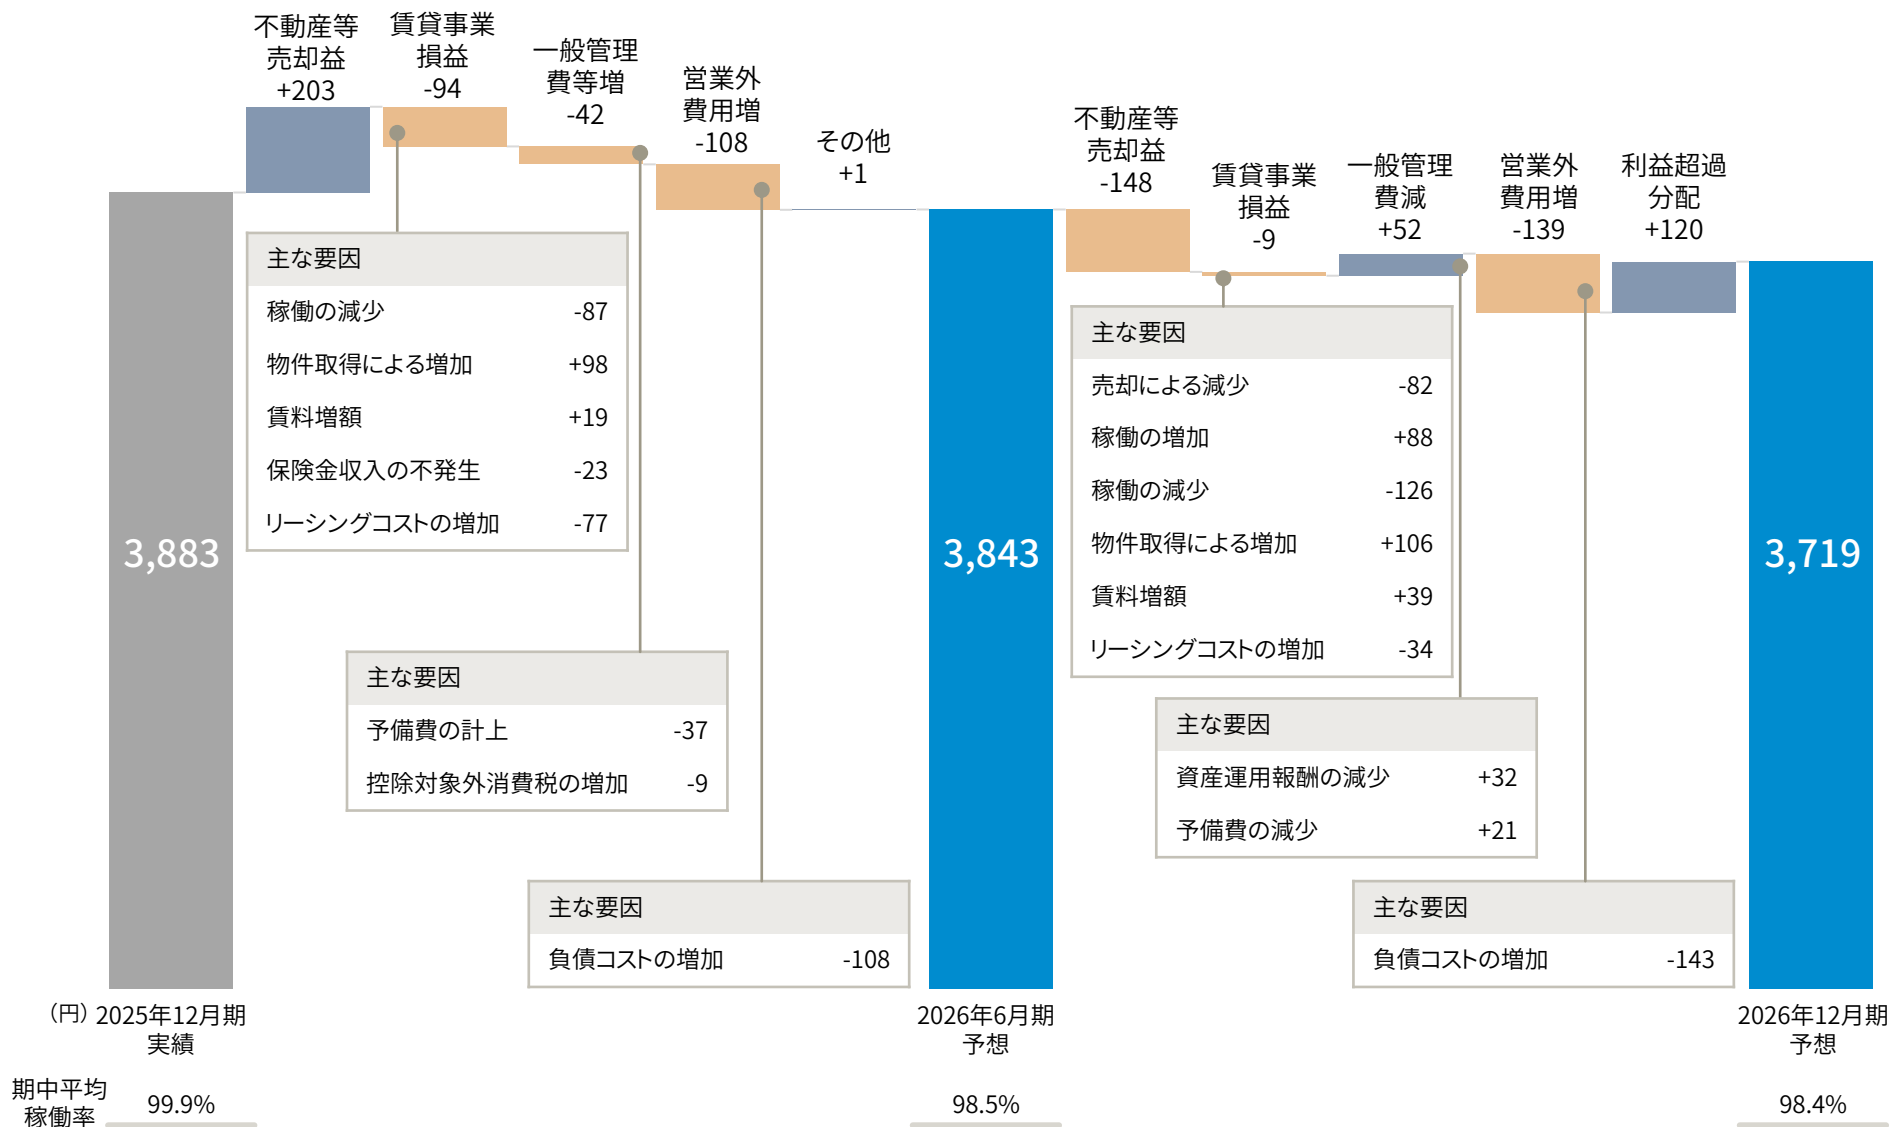 不動産等
売却益
+203
賃貸事業
損益
-94
一般管理
費等増
-42
営業外
費用増
-108
その他
+1
不動産等
売却益
-148
賃貸事業
損益
-9
一般管理
費減
+52
営業外
費用増
-139
利益超過
分配
+120
主な要因
稼働の減少 -87
物件取得による増加 +98
賃料増額 +19
保険金収入の不発生 -23
リーシングコストの増加 -77
主な要因
予備費の計上 -37
控除対象外消費税の増加 -9
主な要因
負債コストの増加 -108
主な要因
売却による減少 -82
稼働の増加 +88
稼働の減少 -126
物件取得による増加 +106
賃料増額 +39
リーシングコストの増加 -34
主な要因
資産運用報酬の減少 +32
予備費の減少 +21
主な要因
負債コストの増加 -143
3,883
3,843
3,719
（円）
2025年12月期
実績
2026年6月期
予想
2026年12月期
予想
期中平均
稼働率
99.9%
98.5%
98.4%